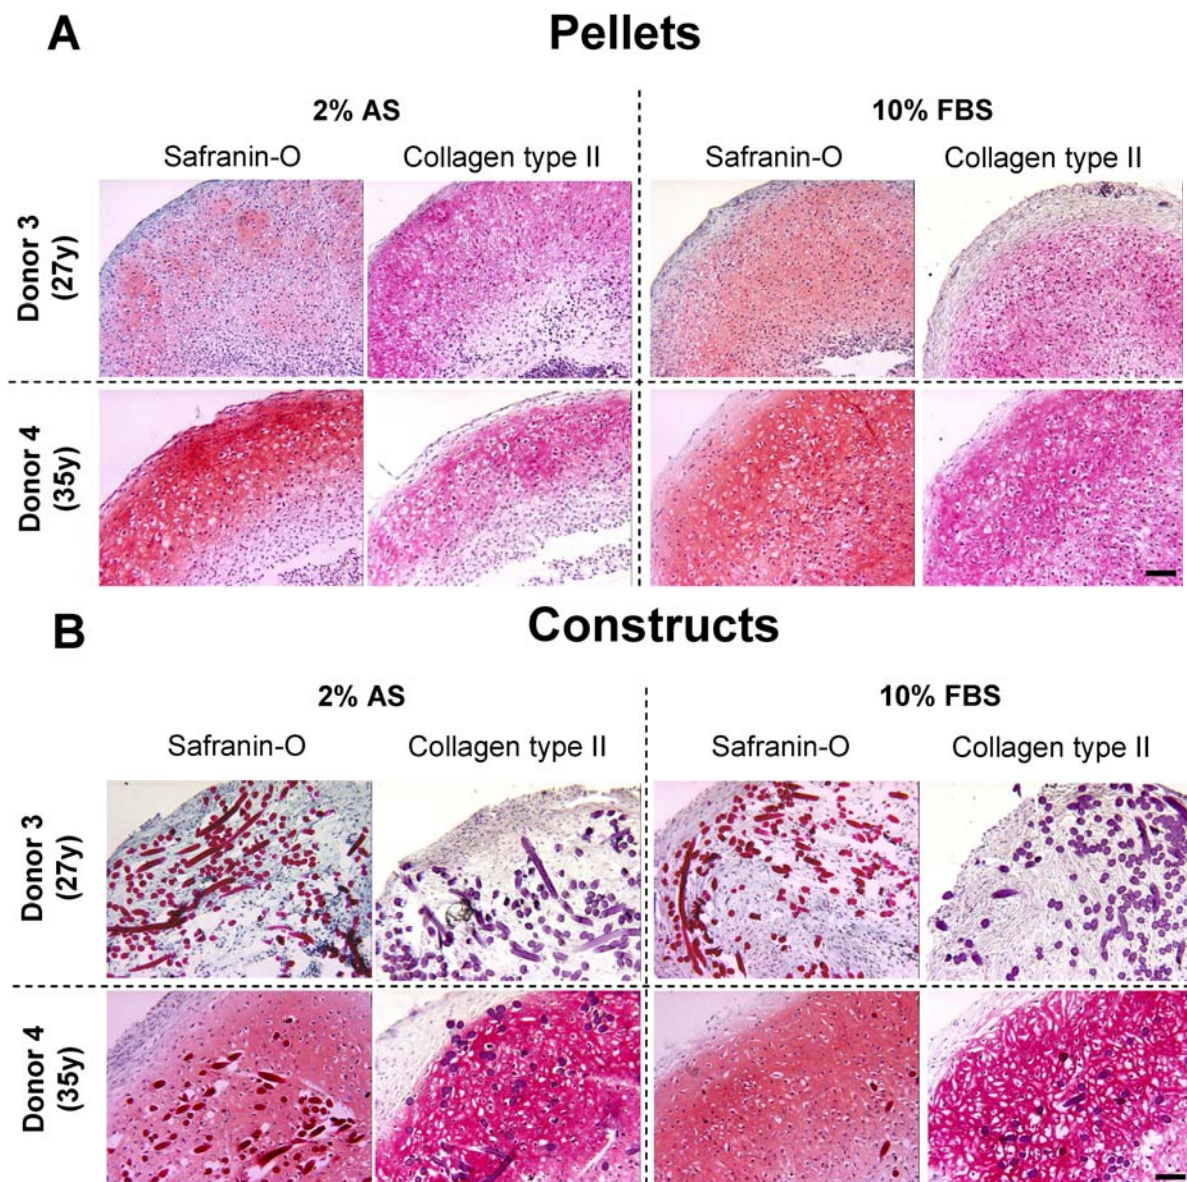 A
Pellets
2% AS
10% FBS
Safranin-O
Collagen type II
Safranin-O
Collagen type II
Donor 3
(27y)
Donor 4
(35y)
B
Constructs
2% AS
10% FBS
Safranin-O
Collagen type II
Safranin-O
Collagen type II
Donor 3
(27y)
Donor 4
(35y)